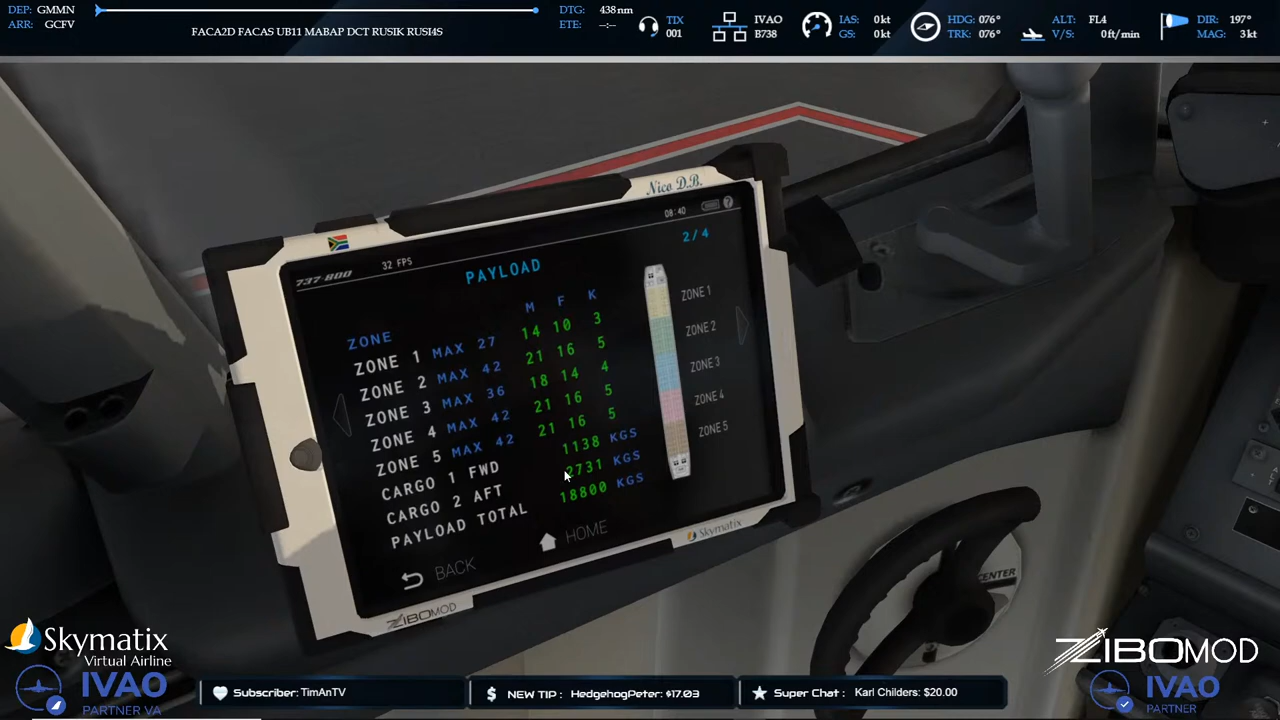 DEP: GMMN
ARR: GCFV
FACA2D FACAS UB11 MABAP DCT RUSIK RUSI4S
DTG: 438nm
ETE: --:--
TIX
001
IVAO
B738
IAS: 0kt
GS: 0kt
HDG: 076°
TRK: 076°
ALT: FL4
V/S: 0ft/min
DIR: 197°
MAG: 3kt
Nico D.B.
737-800
32 FPS
08:40
?
PAYLOAD
2/4
ZONE M F K
ZONE 1 MAX 27 14 10 3
ZONE 2 MAX 42 21 16 5
ZONE 3 MAX 36 18 14 4
ZONE 4 MAX 42 21 16 5
ZONE 5 MAX 42 21 16 5
CARGO 1 FWD 1138 KGS
CARGO 2 AFT 2731 KGS
PAYLOAD TOTAL 18800 KGS
ZONE 1
ZONE 2
ZONE 3
ZONE 4
ZONE 5
BACK
HOME
Skymatix
ZIBOMOD
CENTER
Skymatix
Virtual Airline
IVAO
PARTNER VA
Subscriber: TimAnTV
$ NEW TIP : HedgehogPeter: $17.03
Super Chat : Karl Childers: $20.00
ZIBOMOD
IVAO
PARTNER